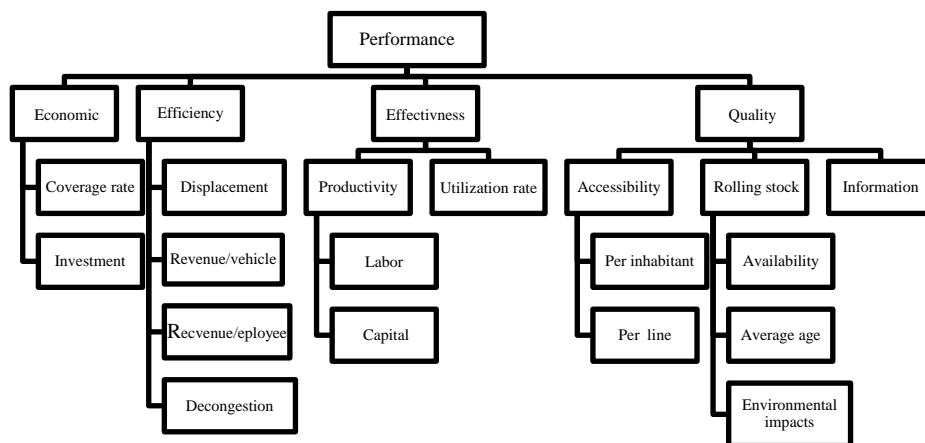 Performance
Economic
Efficiency
Effectivness
Quality
Coverage rate
Displacement
Productivity
Utilization rate
Accessibility
Rolling stock
Information
Investment
Revenue/vehicle
Labor
Per inhabitant
Availability
Recvenue/eployee
Capital
Per line
Average age
Decongestion
Environmental
impacts